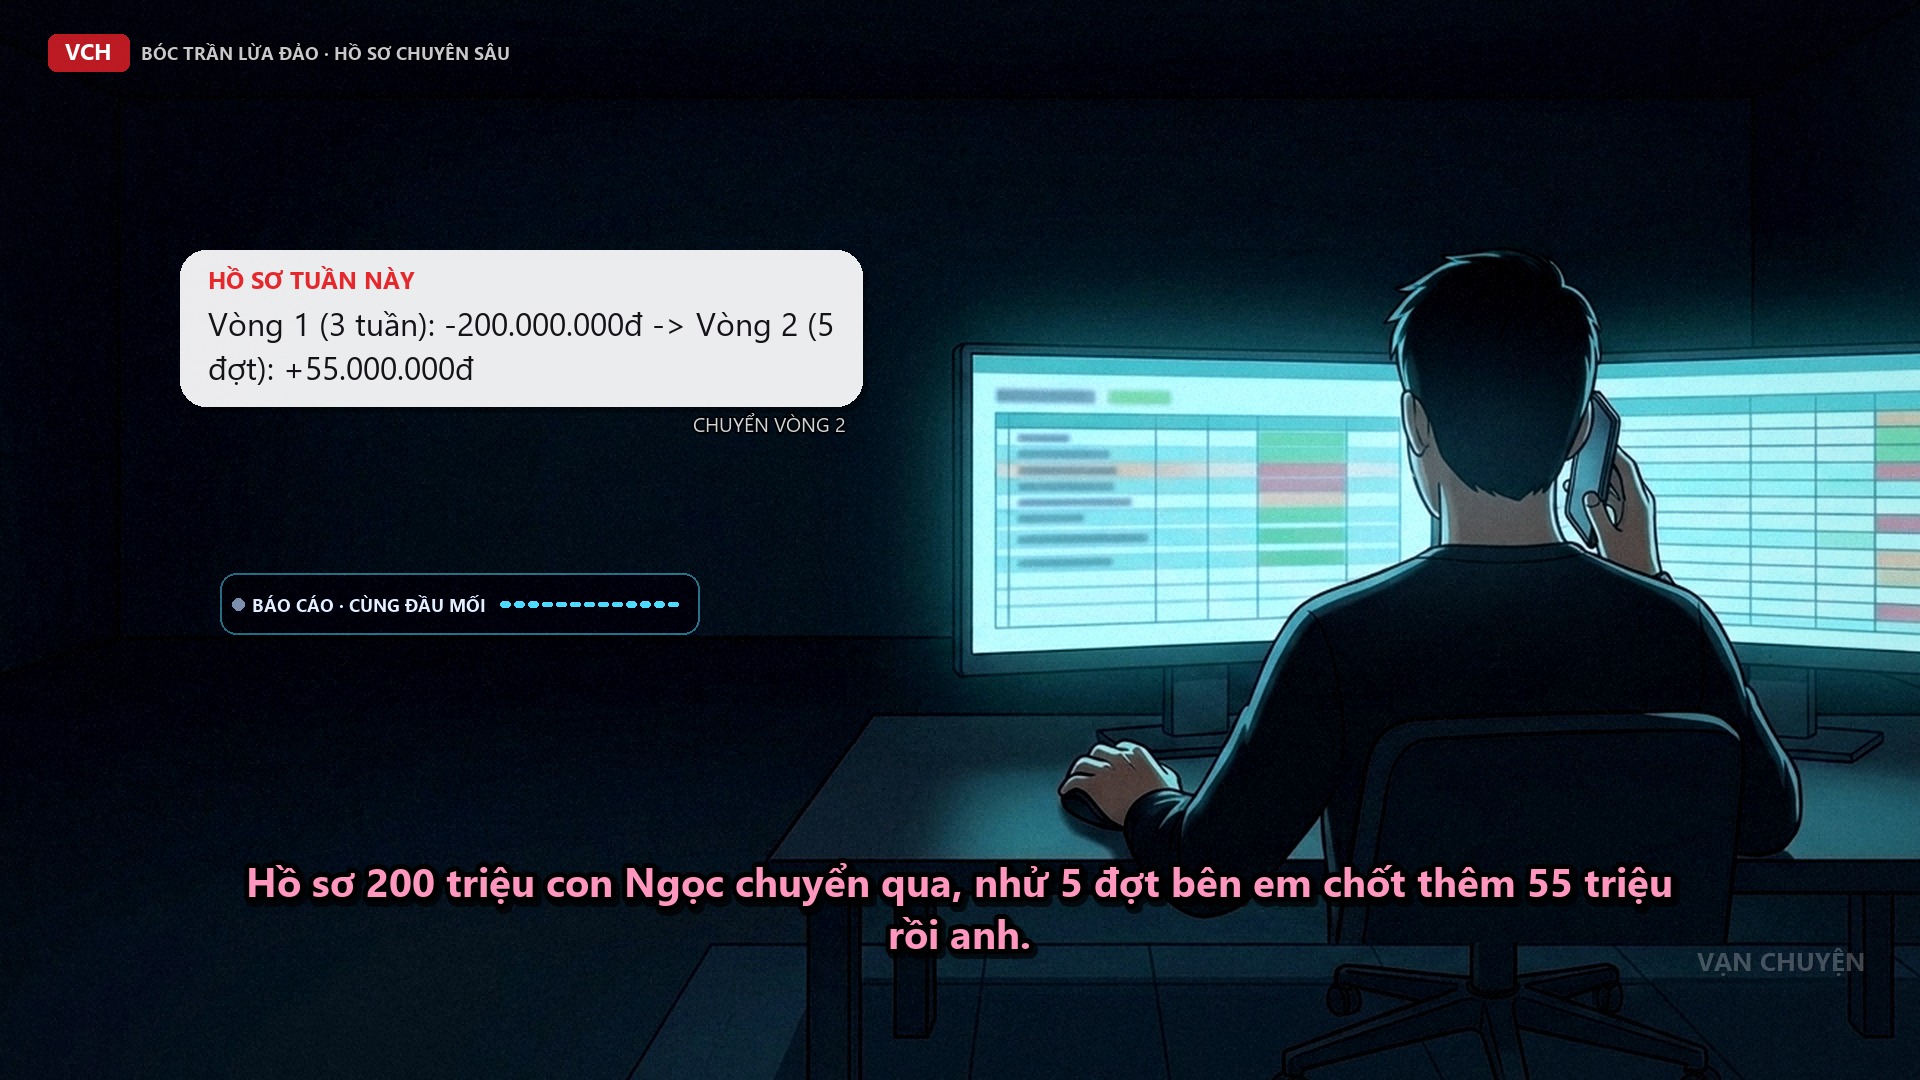 VCH BÓC TRẦN LỪA ĐẢO · HỒ SƠ CHUYÊN SÂU
HỒ SƠ TUẦN NÀY
Vòng 1 (3 tuần): -200.000.000đ -> Vòng 2 (5
đợt): +55.000.000đ
CHUYỂN VÒNG 2
BÁO CÁO · CÙNG ĐẦU MỐI
Hồ sơ 200 triệu con Ngọc chuyển qua, nhử 5 đợt bên em chốt thêm 55 triệu
rồi anh.
VẠN CHUYỆN